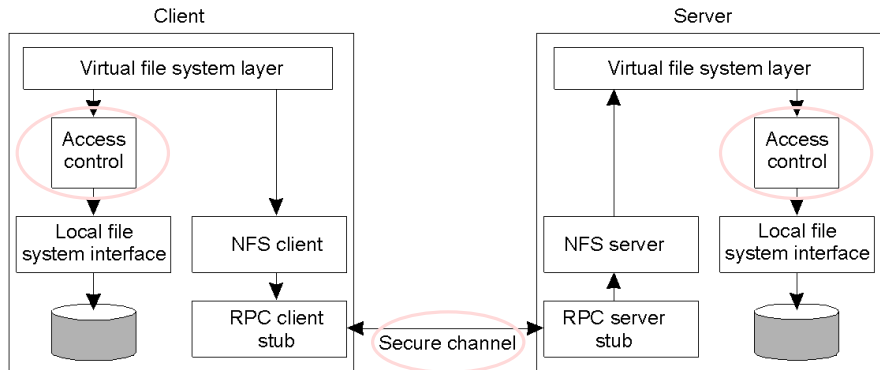 Client
Server
Virtual file system layer
Virtual file system layer
Access
control
Access
control
Local file
system interface
NFS client
NFS server
Local file
system interface
RPC client
stub
Secure channel
RPC server
stub